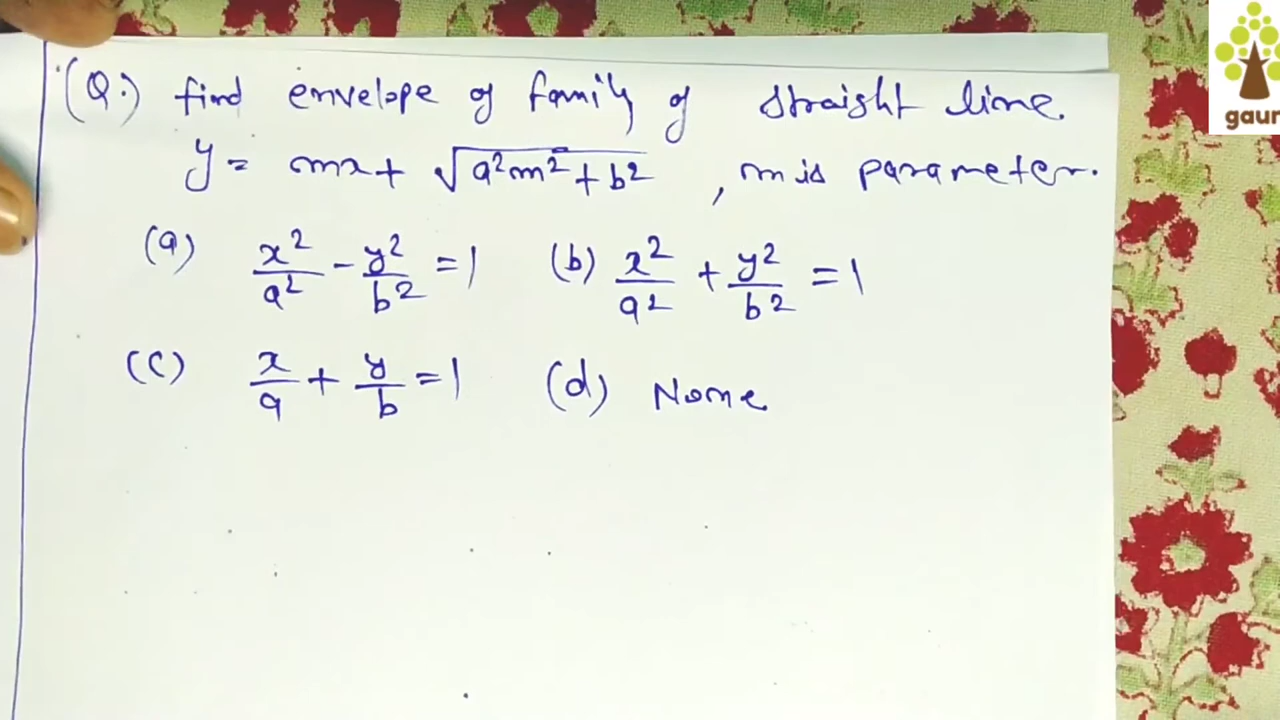 (Q.) find envelope of family of straight line.
y = mx + √(a²m² + b²) , m is parameter.
(a) x²/a² - y²/b² = 1 (b) x²/a² + y²/b² = 1
(c) x/a + y/b = 1 (d) None
gaur